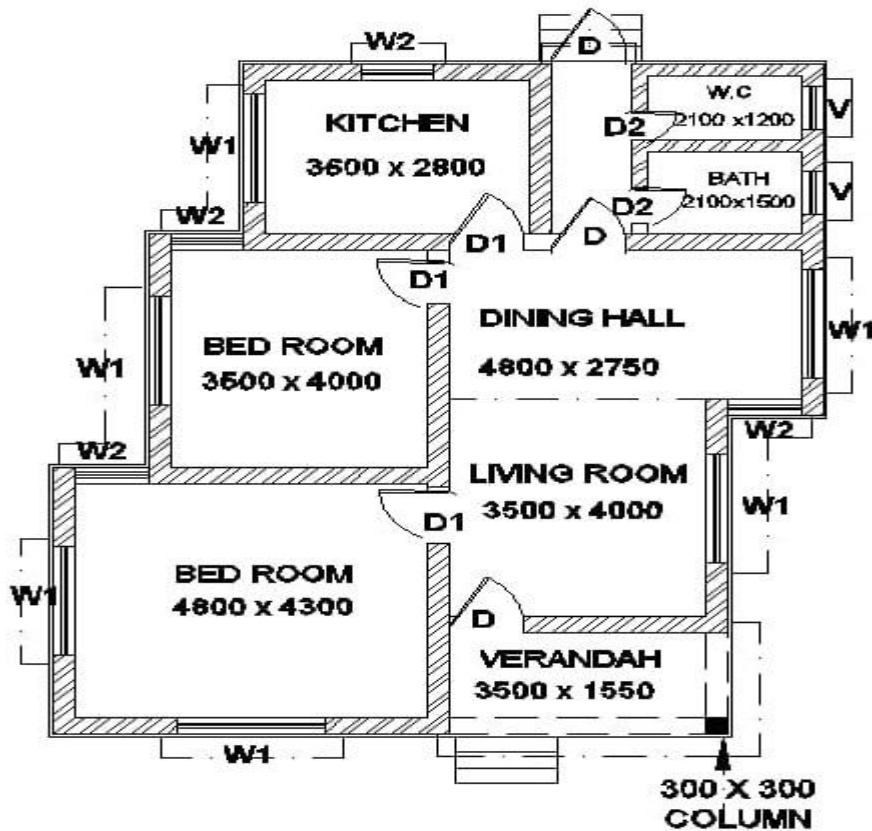 W2
D
W.C
2100 x1200
V
KITCHEN
3600 x 2800
D2
W1
BATH
2100x1500
V
W2
D2
D1
D
D1
DINING HALL
4800 x 2750
W1
BED ROOM
3500 x 4000
W1
W2
W2
LIVING ROOM
3500 x 4000
W1
D1
BED ROOM
4800 x 4300
W1
D
VERANDAH
3500 x 1550
W1
300 X 300
COLUMN